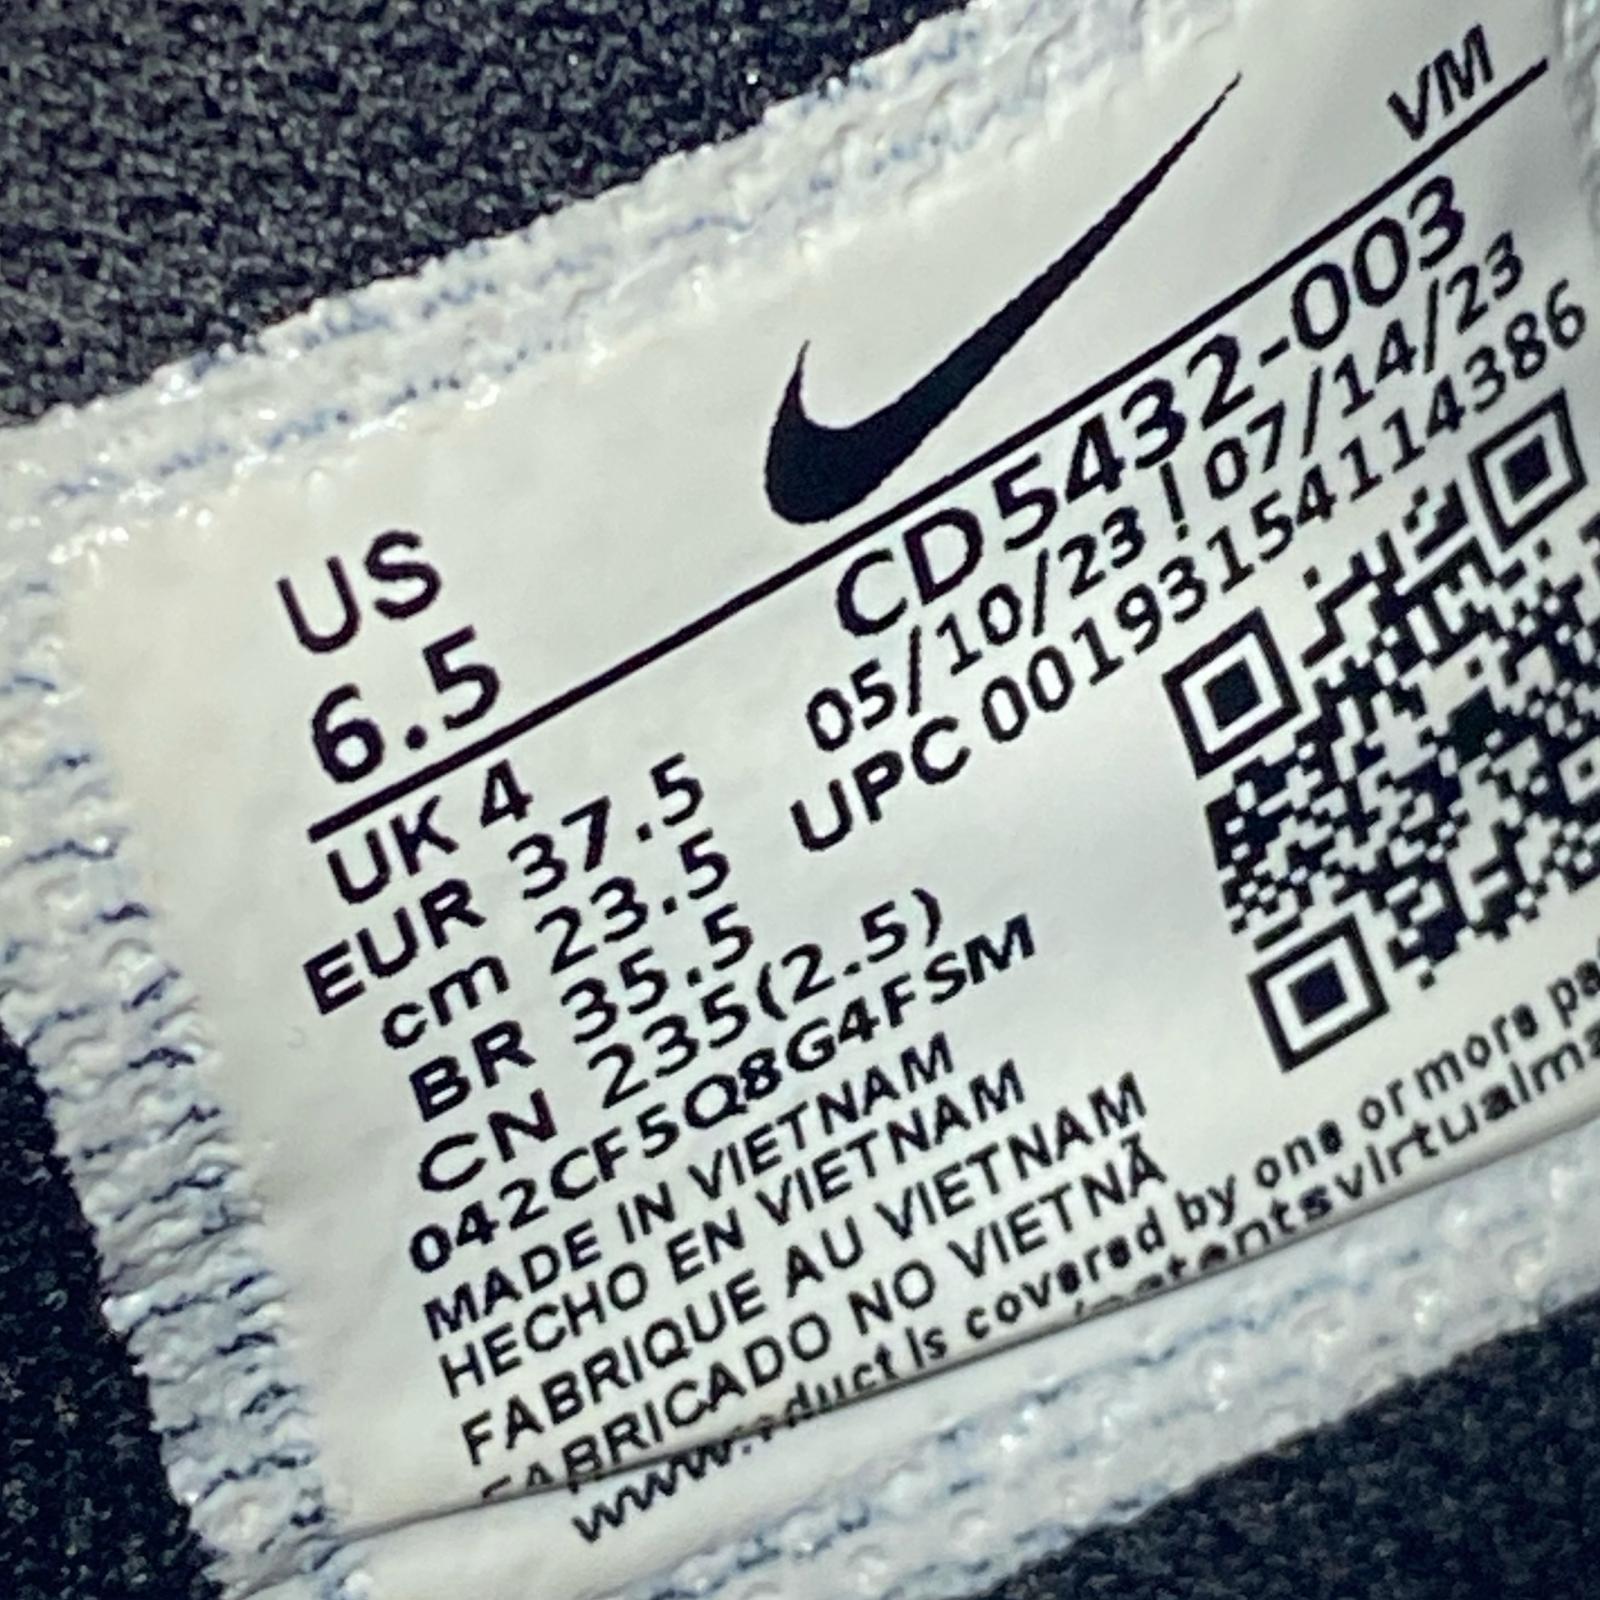 VM
US
6.5
CD5432-003
05/10/23 ! 07/14/23
UPC 00193154114386
UK 4
EUR 37.5
cm 23.5
BR 35.5
CN 235(2.5)
042CF5Q8G4FSM
MADE IN VIETNAM
HECHO EN VIETNAM
FABRIQUE AU VIETNAM
FABRICADO NO VIETNÃ
is covered by one or more
www.